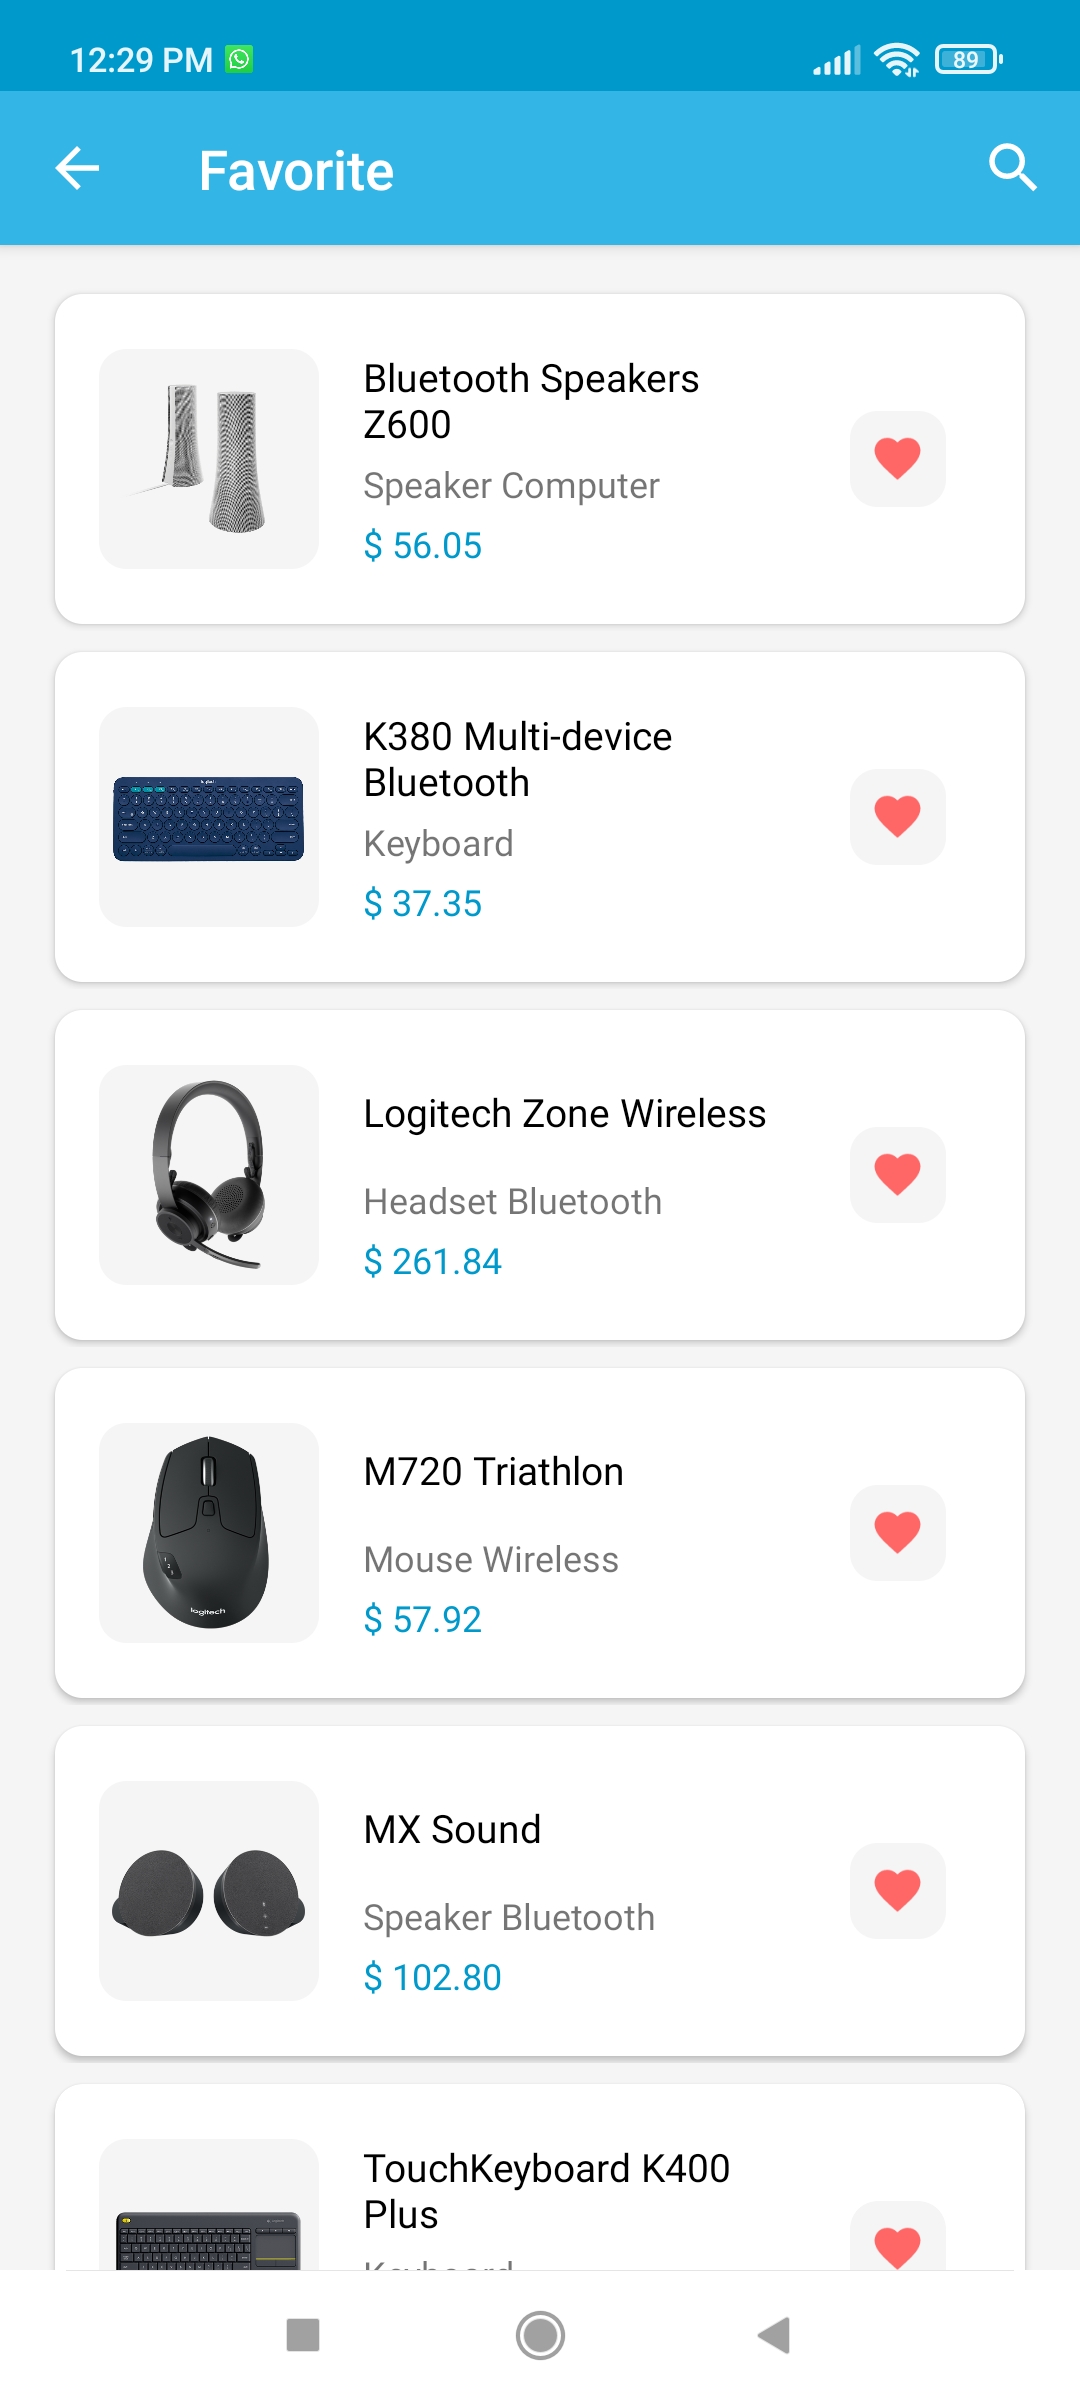 12:29 PM
89
Favorite
Bluetooth Speakers
Z600
Speaker Computer
$ 56.05
K380 Multi-device
Bluetooth
Keyboard
$ 37.35
Logitech Zone Wireless
Headset Bluetooth
$ 261.84
M720 Triathlon
Mouse Wireless
$ 57.92
logitech
MX Sound
Speaker Bluetooth
$ 102.80
TouchKeyboard K400
Plus
Keyboard